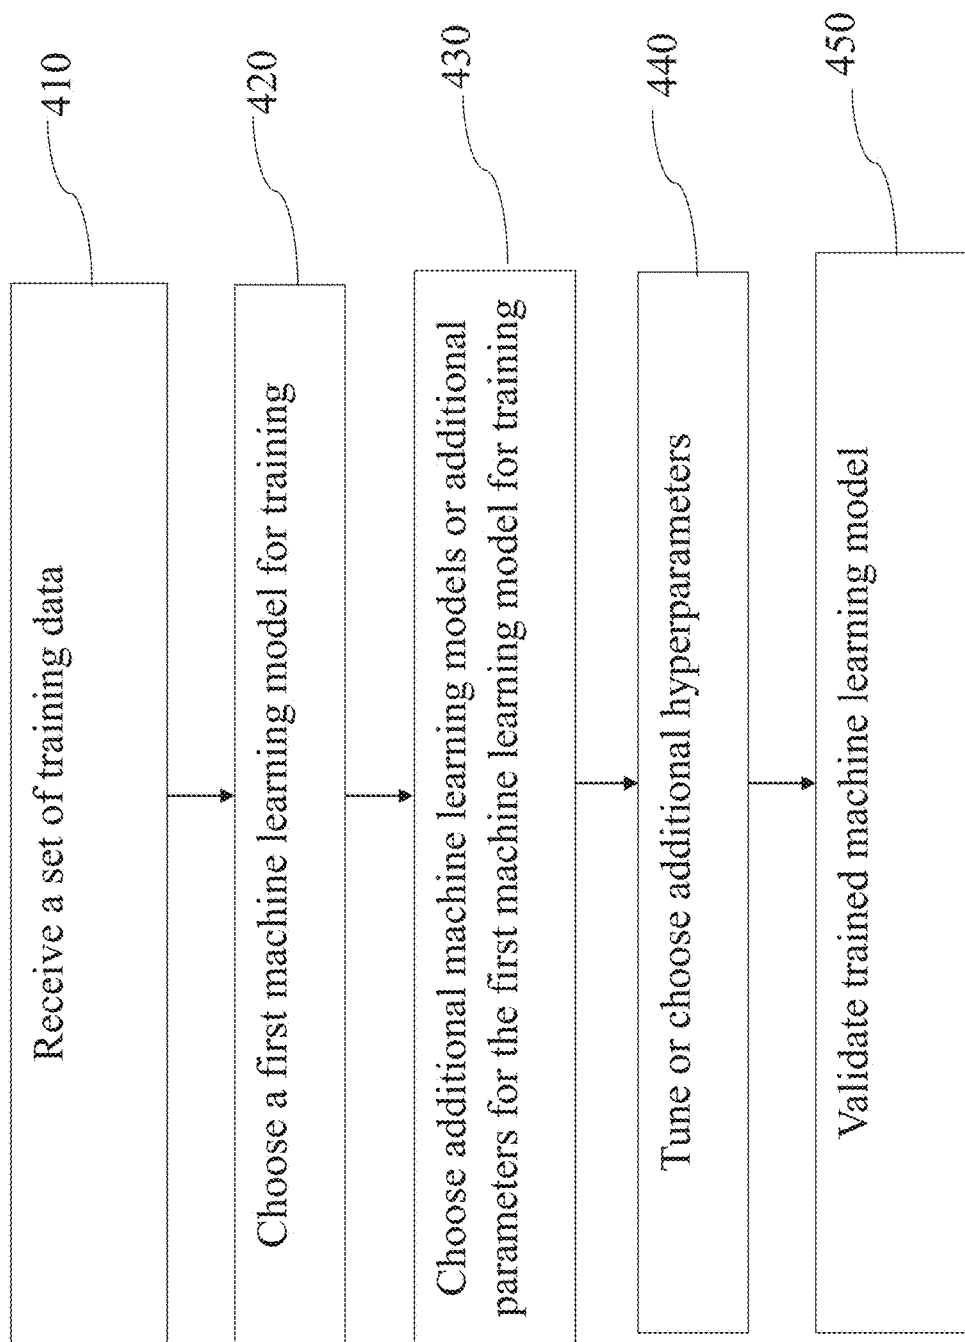 Receive a set of training data
410
Choose a first machine learning model for training
420
Choose additional machine learning models or additional
parameters for the first machine learning model for training
430
Tune or choose additional hyperparameters
440
Validate trained machine learning model
450